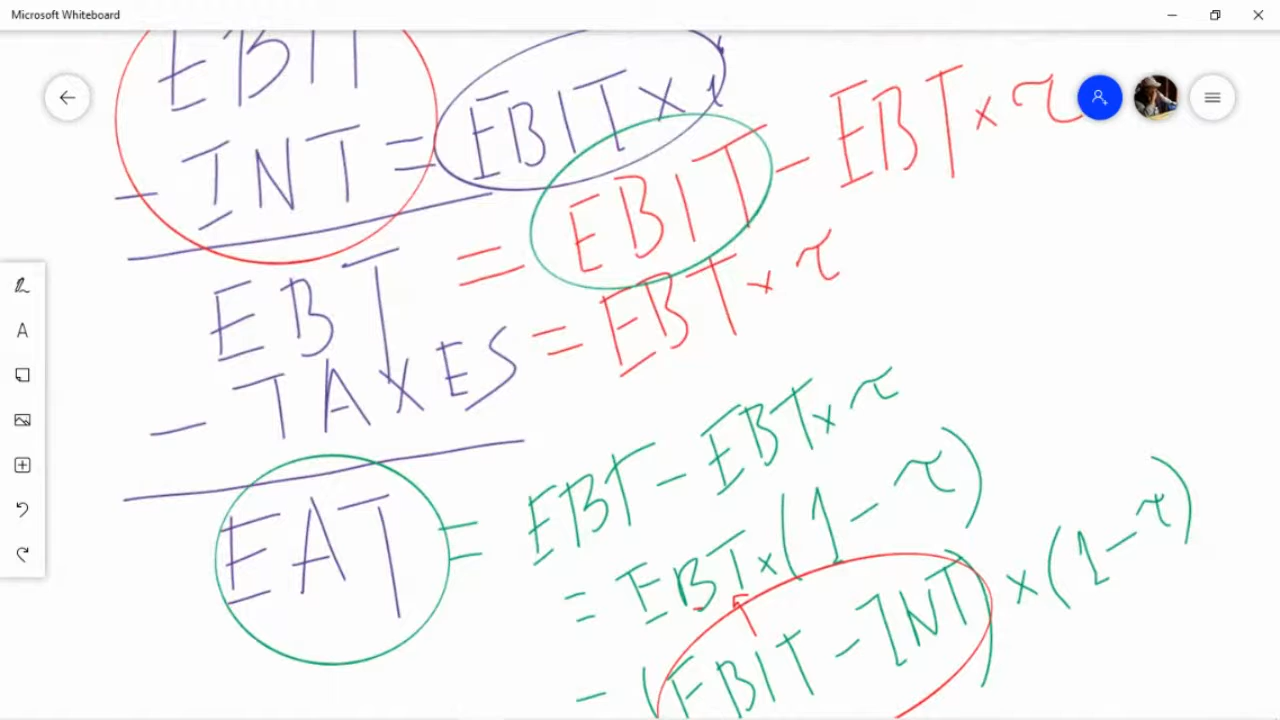 Microsoft Whiteboard
EBIT
- INT = EBIT ×
EBT = EBIT - EBT × τ
- TAXES = EBT × τ
EAT = EBT - EBT × τ
= EBT × (1 - τ)
= (EBIT - INT) × (1 - τ)
A